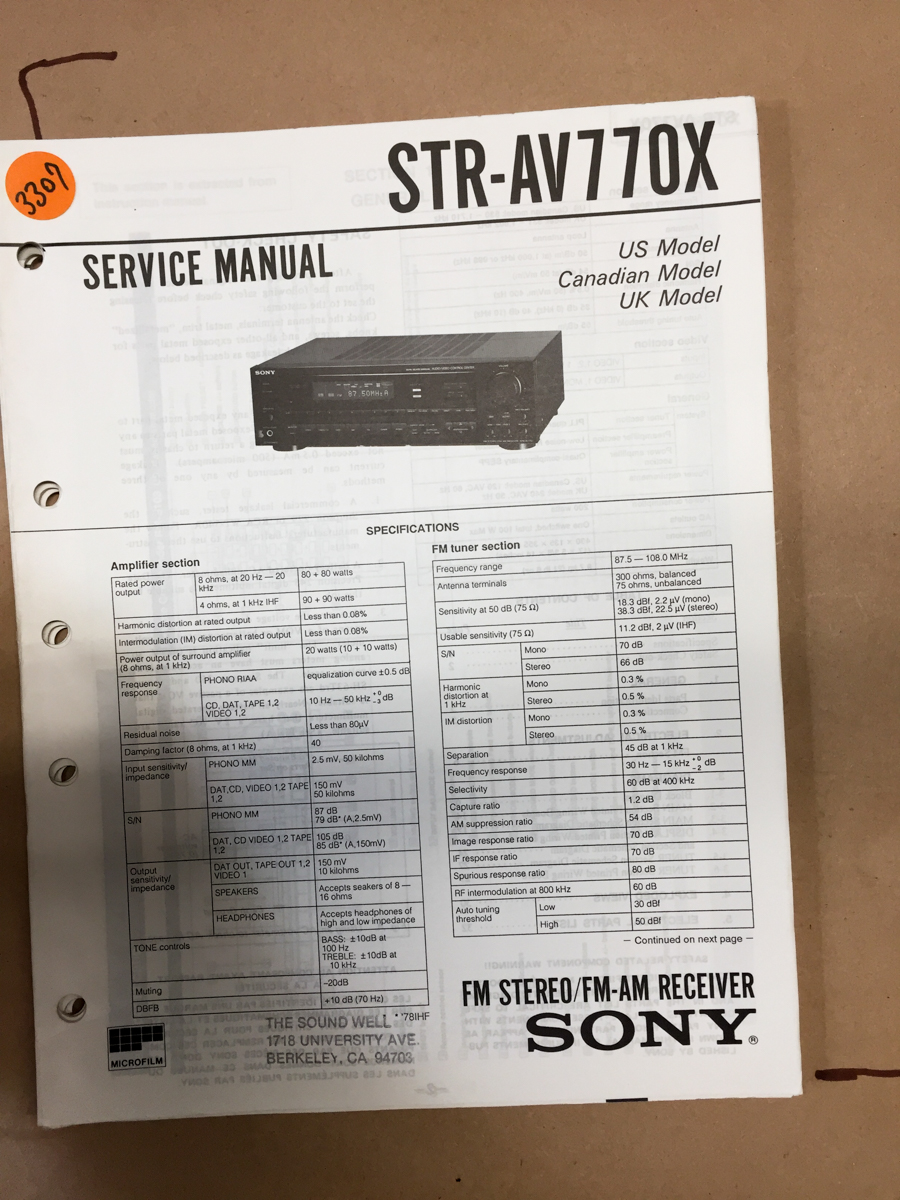 STR-AV770X
3307
SERVICE MANUAL
US Model
Canadian Model
UK Model
SONY
87.50MHz
SPECIFICATIONS
Amplifier section
Rated power output
8 ohms, at 20 Hz — 20 kHz
80 + 80 watts
4 ohms, at 1 kHz IHF
90 + 90 watts
Harmonic distortion at rated output
Less than 0.08%
Intermodulation (IM) distortion at rated output
Less than 0.08%
Power output of surround amplifier
(8 ohms, at 1 kHz)
20 watts (10 + 10 watts)
Frequency
response
PHONO RIAA
equalization curve ±0.5 dB
CD, DAT, TAPE 1,2
VIDEO 1,2
10 Hz — 50 kHz +0 −3 dB
Residual noise
Less than 80µV
Damping factor (8 ohms, at 1 kHz)
40
Input sensitivity/
impedance
PHONO MM
2.5 mV, 50 kilohms
DAT,CD, VIDEO 1,2 TAPE
1,2
150 mV
50 kilohms
S/N
PHONO MM
87 dB
79 dB* (A,2.5mV)
DAT, CD VIDEO 1,2 TAPE
1,2
105 dB
85 dB* (A,150mV)
Output
sensitivity/
impedance
DAT OUT, TAPE OUT 1,2
VIDEO 1
150 mV
10 kilohms
SPEAKERS
Accepts seakers of 8 —
16 ohms
HEADPHONES
Accepts headphones of
high and low impedance
TONE controls
BASS: ±10dB at
100 Hz
TREBLE: ±10dB at
10 kHz
Muting
−20dB
DBFB
+10 dB (70 Hz)
* '78IHF
FM tuner section
Frequency range
87.5 — 108.0 MHz
Antenna terminals
300 ohms, balanced
75 ohms, unbalanced
Sensitivity at 50 dB (75 Ω)
18.3 dBf, 2.2 µV (mono)
38.3 dBf, 22.5 µV (stereo)
Usable sensitivity (75 Ω)
11.2 dBf, 2 µV (IHF)
S/N
Mono
70 dB
Stereo
66 dB
Harmonic
distortion at
1 kHz
Mono
0.3 %
Stereo
0.5 %
IM distortion
Mono
0.3 %
Stereo
0.5 %
Separation
45 dB at 1 kHz
Frequency response
30 Hz — 15 kHz +0 −2 dB
Selectivity
60 dB at 400 kHz
Capture ratio
1.2 dB
AM suppression ratio
54 dB
Image response ratio
70 dB
IF response ratio
70 dB
Spurious response ratio
80 dB
RF intermodulation at 800 kHz
60 dB
Auto tuning
threshold
Low
30 dBf
High
50 dBf
— Continued on next page —
MICROFILM
THE SOUND WELL
1718 UNIVERSITY AVE.
BERKELEY, CA 94703
FM STEREO/FM-AM RECEIVER
SONY®